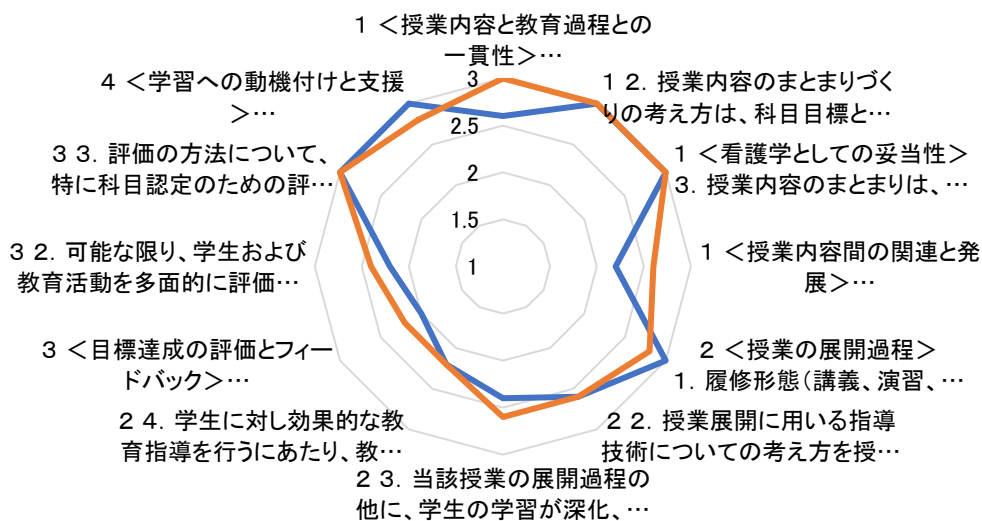 1 <授業内容と教育過程との
一貫性>…
12. 授業内容のまとまりづく
りの考え方は、科目目標と…
1 <看護学としての妥当性>
3. 授業内容のまとまりは、…
1 <授業内容間の関連と発
展>…
2 <授業の展開過程>
1. 履修形態(講義、演習、…
22. 授業展開に用いる指導
技術についての考え方を授…
23. 当該授業の展開過程の
他に、学生の学習が深化、…
24. 学生に対し効果的な教
育指導を行うにあたり、教…
3 <目標達成の評価とフィー
ドバック>…
32. 可能な限り、学生および
教育活動を多面的に評価…
33. 評価の方法について、
特に科目認定のための評…
4 <学習への動機付けと支援
>…
3
2.5
2
1.5
1